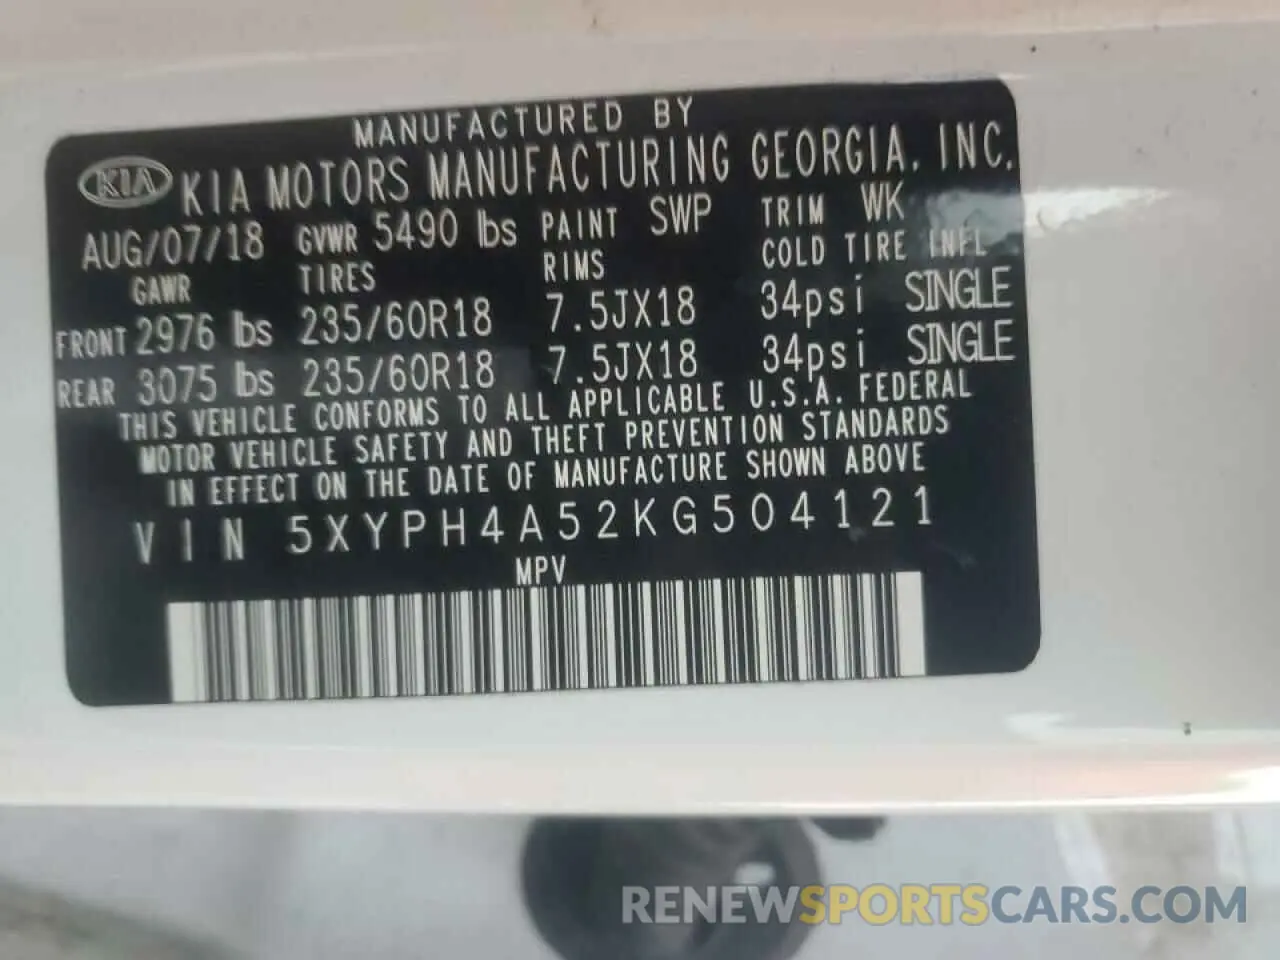 MANUFACTURED BY
KIA KIA MOTORS MANUFACTURING GEORGIA, INC.
AUG/07/18 GVWR 5490 lbs PAINT SWP TRIM WK
GAWR TIRES RIMS COLD TIRE INFL
FRONT 2976 lbs 235/60R18 7.5JX18 34psi SINGLE
REAR 3075 lbs 235/60R18 7.5JX18 34psi SINGLE
THIS VEHICLE CONFORMS TO ALL APPLICABLE U.S.A. FEDERAL
MOTOR VEHICLE SAFETY AND THEFT PREVENTION STANDARDS
IN EFFECT ON THE DATE OF MANUFACTURE SHOWN ABOVE
VIN 5XYPH4A52KG504121
MPV
RENEWSPORTSCARS.COM